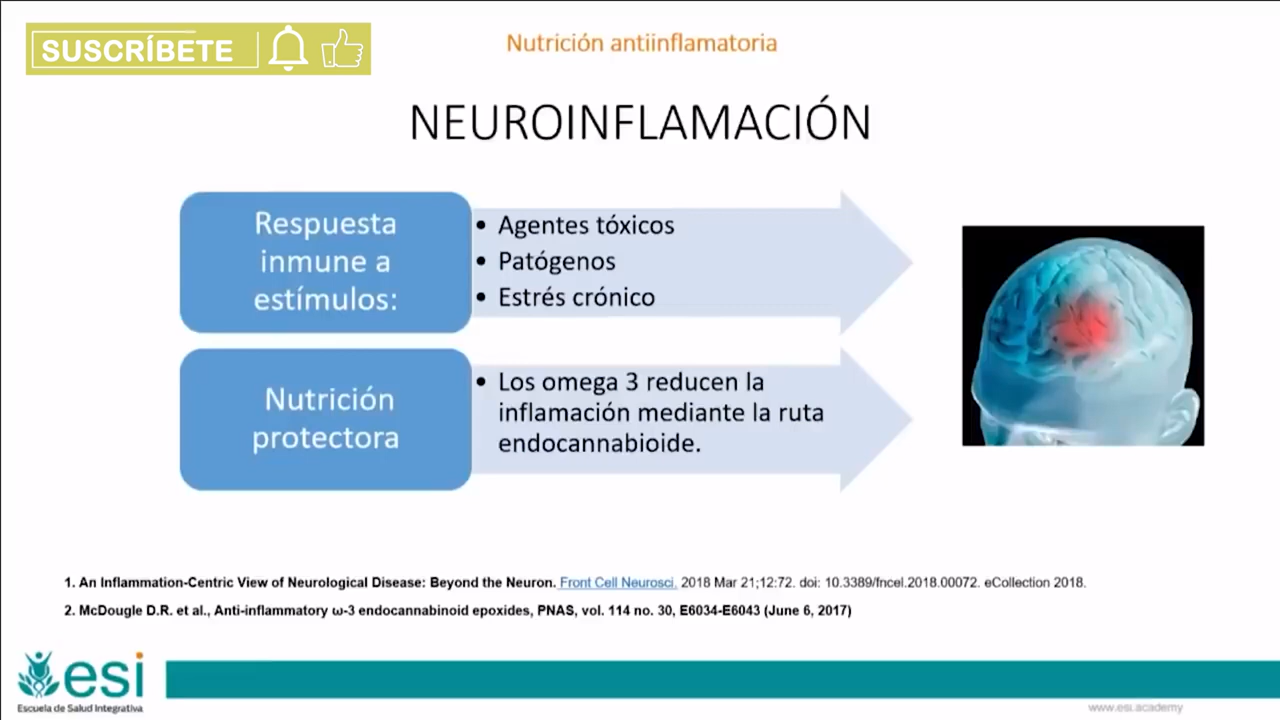 SUSCRÍBETE
Nutrición antiinflamatoria
NEUROINFLAMACIÓN
Respuesta
inmune a
estímulos:
• Agentes tóxicos
• Patógenos
• Estrés crónico
Nutrición
protectora
• Los omega 3 reducen la
inflamación mediante la ruta
endocannabioide.
1. An Inflammation-Centric View of Neurological Disease: Beyond the Neuron. Front Cell Neurosci. 2018 Mar 21;12:72. doi: 10.3389/fncel.2018.00072. eCollection 2018.
2. McDougle D.R. et al., Anti-inflammatory ω-3 endocannabinoid epoxides, PNAS, vol. 114 no. 30, E6034-E6043 (June 6, 2017)
esi
Escuela de Salud Integrativa
www.esi.academy